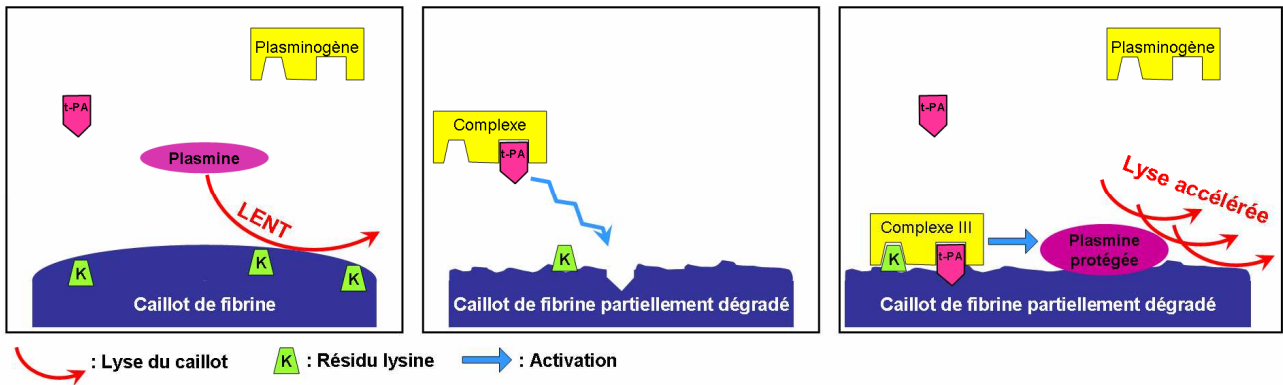 Plasminogène
t-PA
Plasmine
LENT
K
K
K
Caillot de fibrine
Complexe
t-PA
K
Caillot de fibrine partiellement dégradé
Plasminogène
t-PA
Lyse accélérée
Complexe III
K
t-PA
Plasmine
protégée
Caillot de fibrine partiellement dégradé
: Lyse du caillot
K : Résidu lysine
: Activation